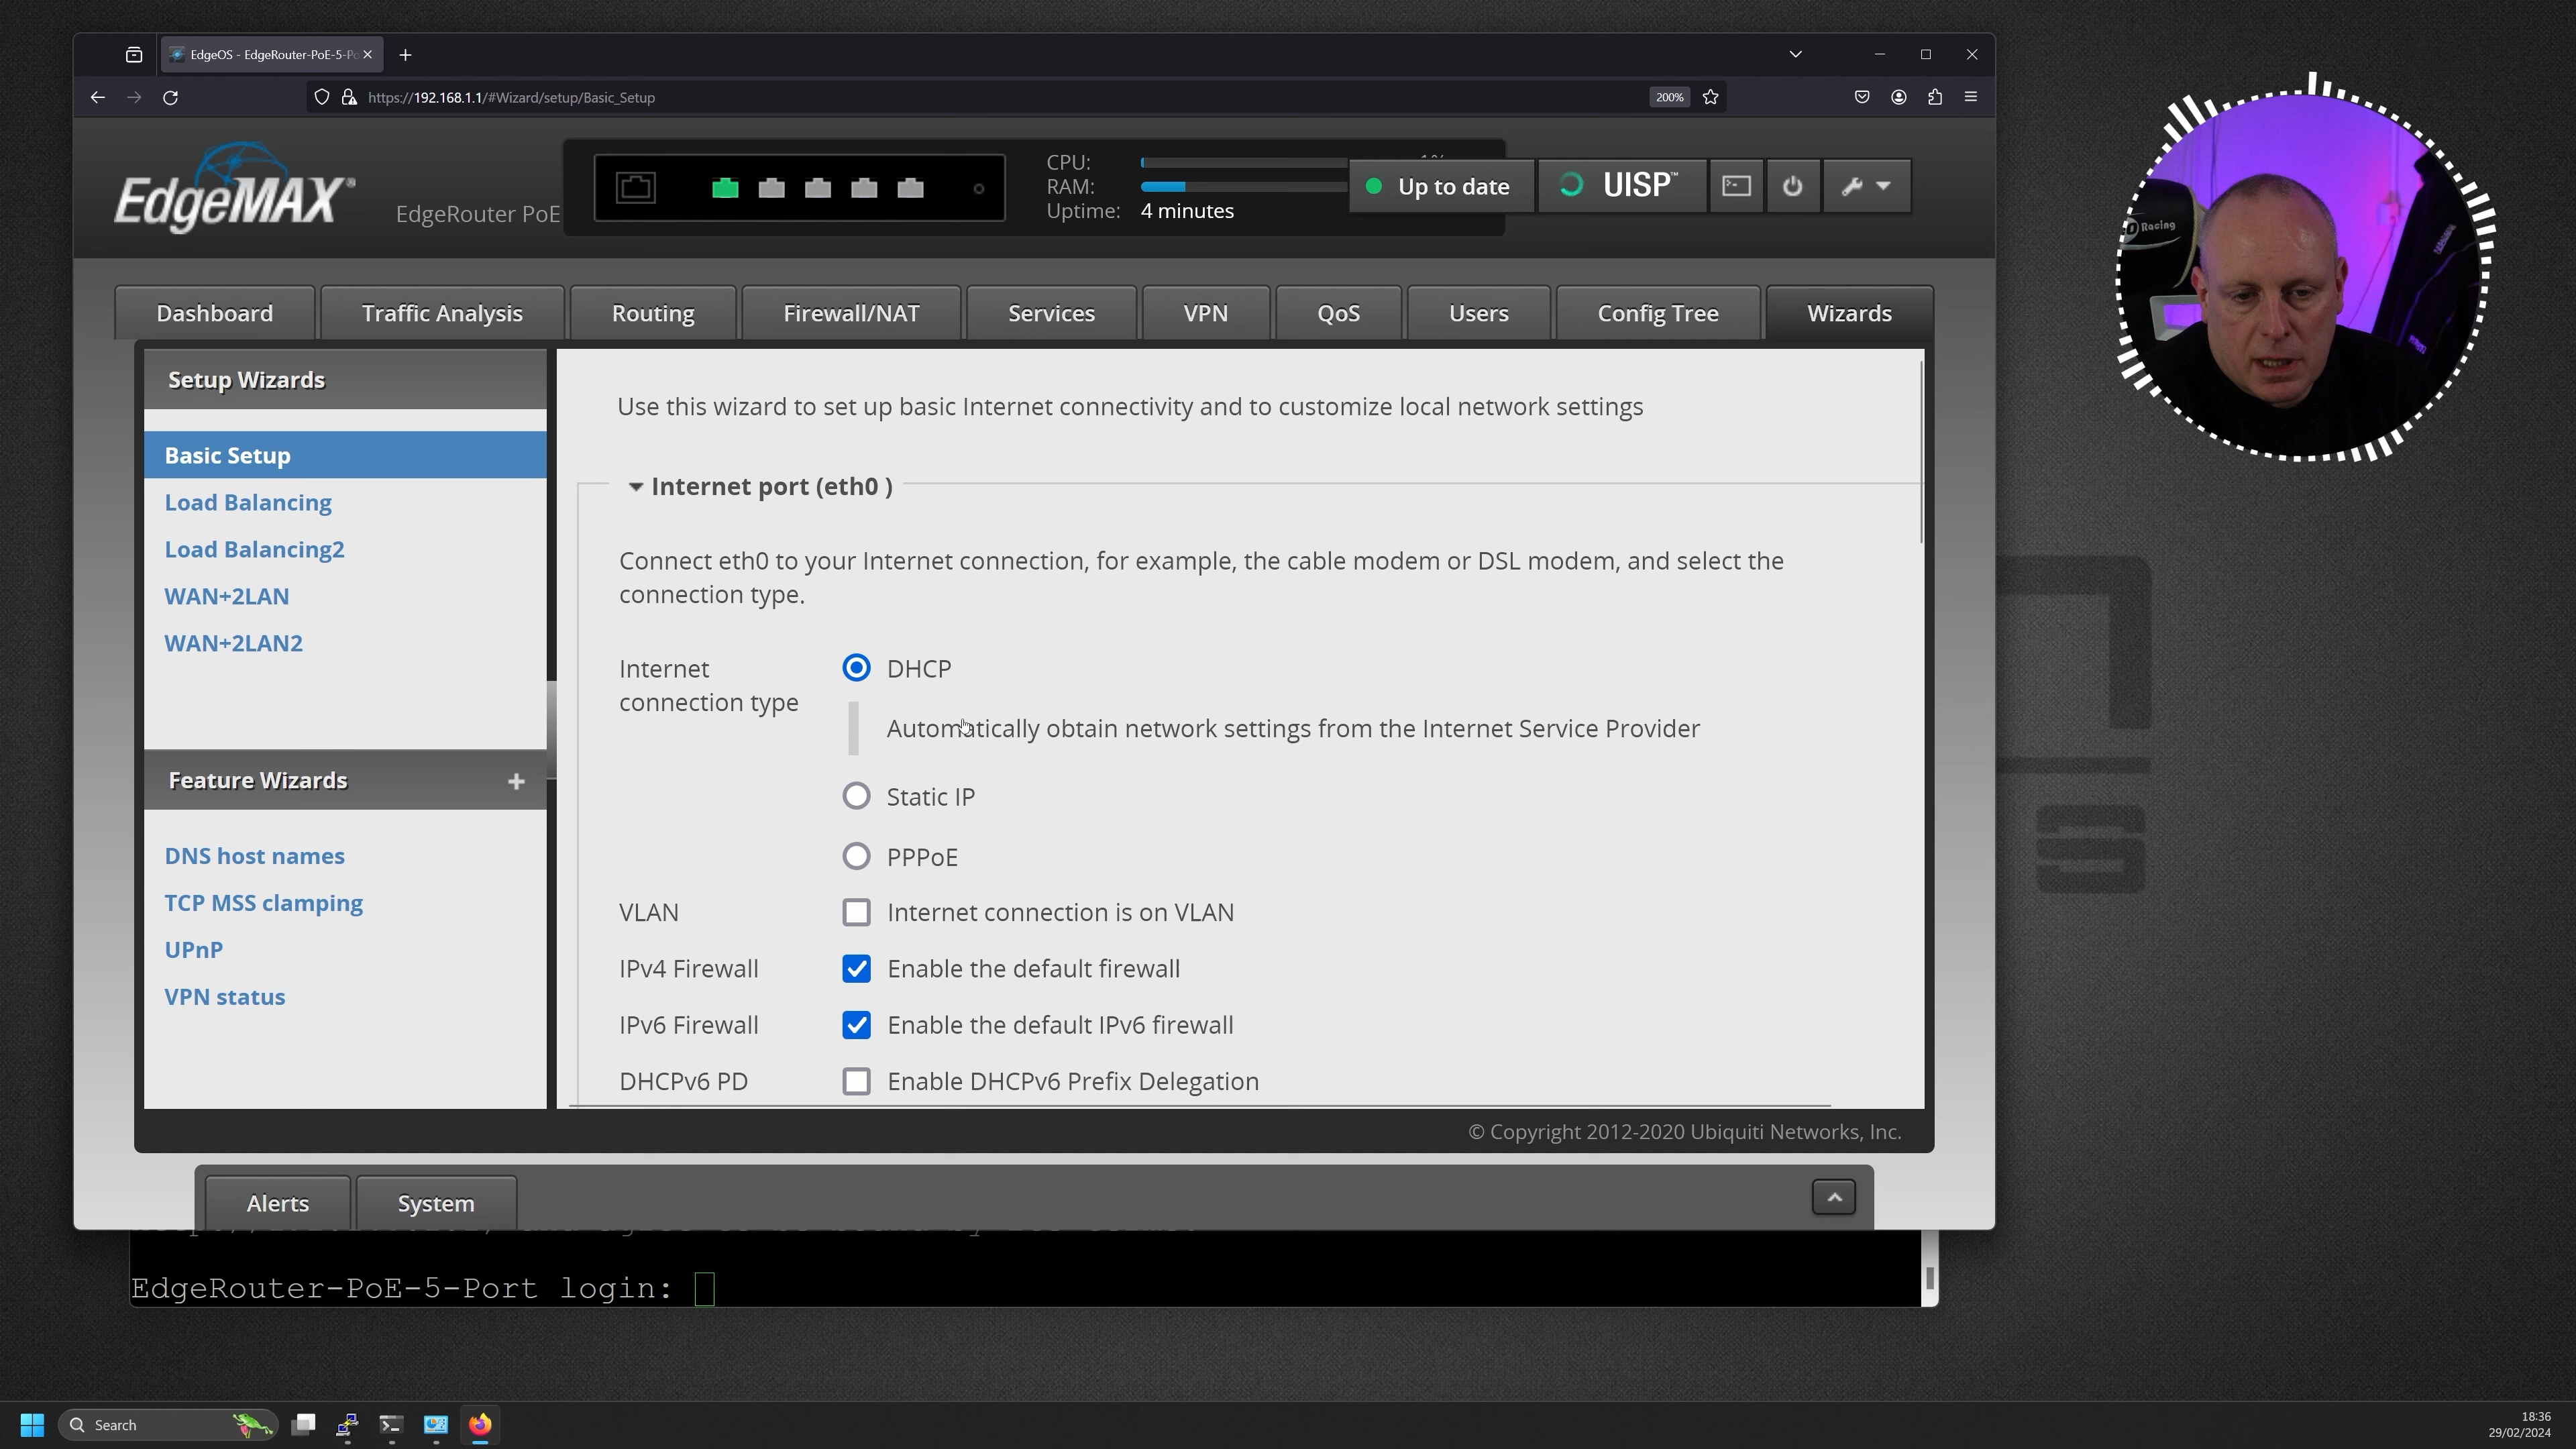 EdgeOS - EdgeRouter-PoE-5-Po
https://192.168.1.1/#Wizard/setup/Basic_Setup
200%
EdgeMAX®
EdgeRouter PoE
CPU:
RAM:
Uptime: 4 minutes
Up to date
UISP™
Dashboard
Traffic Analysis
Routing
Firewall/NAT
Services
VPN
QoS
Users
Config Tree
Wizards
Setup Wizards
Basic Setup
Load Balancing
Load Balancing2
WAN+2LAN
WAN+2LAN2
Feature Wizards +
DNS host names
TCP MSS clamping
UPnP
VPN status
Use this wizard to set up basic Internet connectivity and to customize local network settings
Internet port (eth0 )
Connect eth0 to your Internet connection, for example, the cable modem or DSL modem, and select the
connection type.
Internet
connection type
DHCP
Automatically obtain network settings from the Internet Service Provider
Static IP
PPPoE
VLAN Internet connection is on VLAN
IPv4 Firewall Enable the default firewall
IPv6 Firewall Enable the default IPv6 firewall
DHCPv6 PD Enable DHCPv6 Prefix Delegation
© Copyright 2012-2020 Ubiquiti Networks, Inc.
Alerts
System
EdgeRouter-PoE-5-Port login:
Racing
Search
18:36
29/02/2024